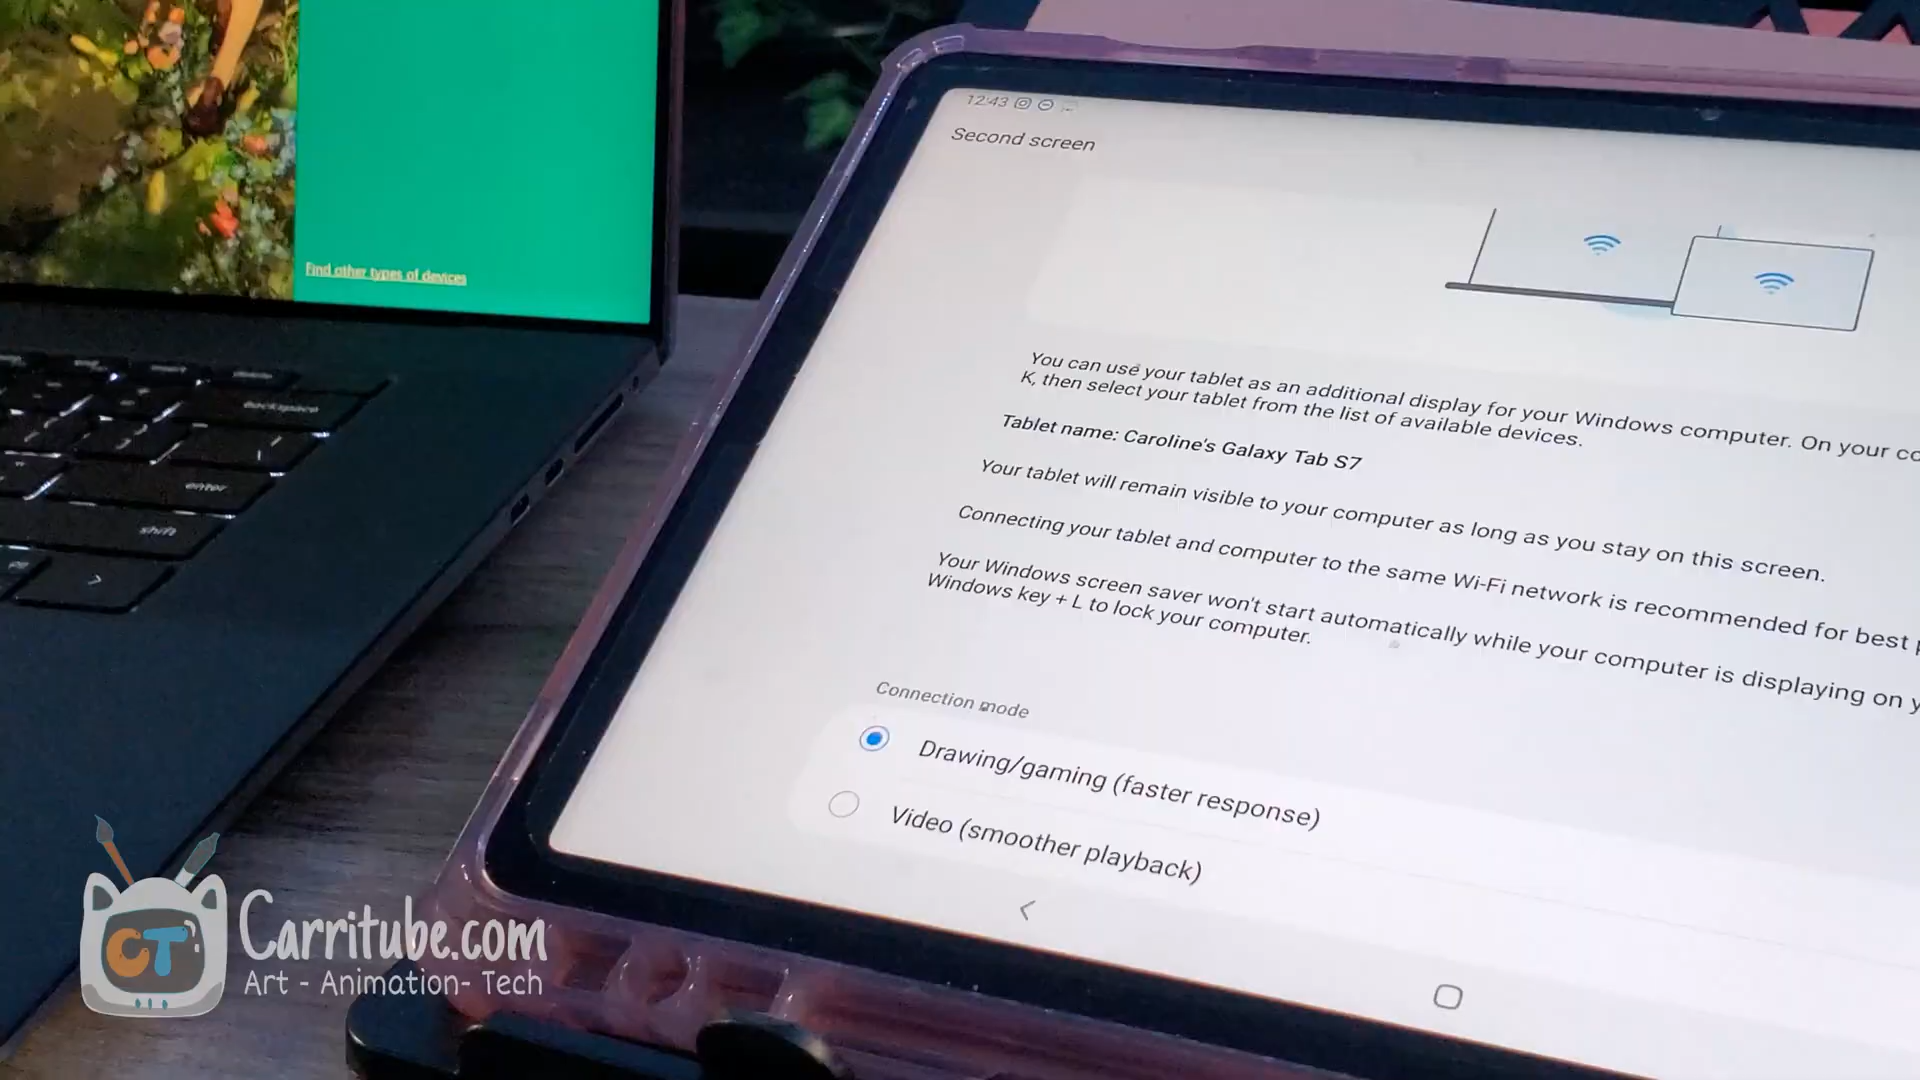 12:43
Second screen
Find other types of devices
You can use your tablet as an additional display for your Windows computer. On your co
K, then select your tablet from the list of available devices.
Tablet name: Caroline's Galaxy Tab S7
Your tablet will remain visible to your computer as long as you stay on this screen.
Connecting your tablet and computer to the same Wi-Fi network is recommended for best p
Your Windows screen saver won't start automatically while your computer is displaying on y
Windows key + L to lock your computer.
Connection mode
Drawing/gaming (faster response)
Video (smoother playback)
backspace
enter
shift
CT
Carritube.com
Art - Animation- Tech